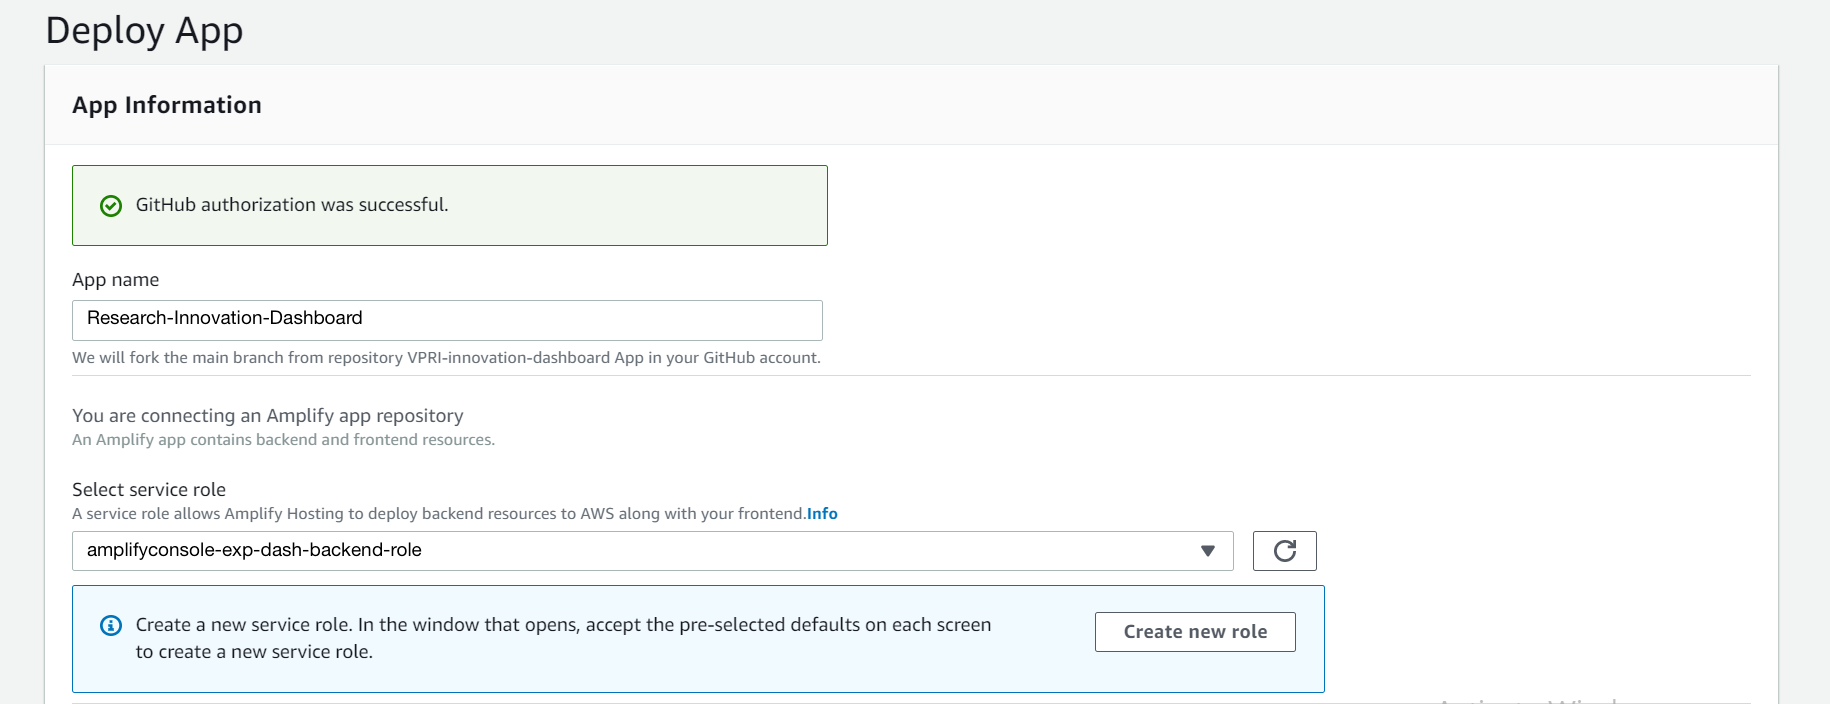 Deploy App
App Information
GitHub authorization was successful.
App name
Research-Innovation-Dashboard
We will fork the main branch from repository VPRI-innovation-dashboard App in your GitHub account.
You are connecting an Amplify app repository
An Amplify app contains backend and frontend resources.
Select service role
A service role allows Amplify Hosting to deploy backend resources to AWS along with your frontend.Info
amplifyconsole-exp-dash-backend-role
Create a new service role. In the window that opens, accept the pre-selected defaults on each screen
to create a new service role.
Create new role